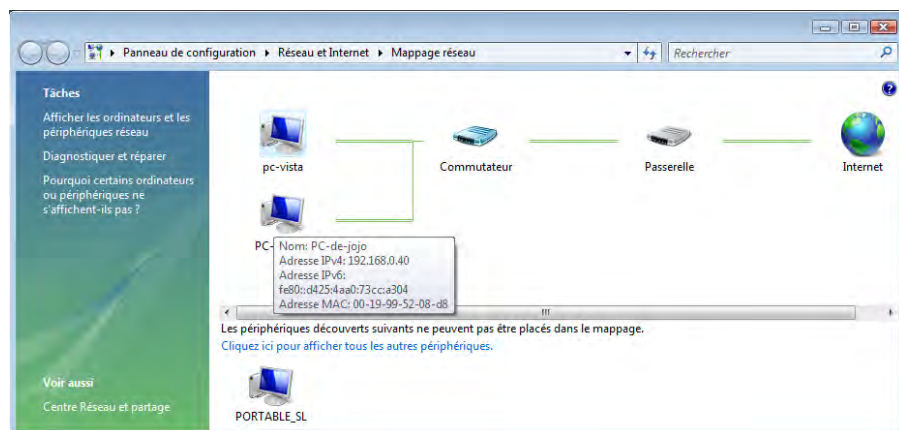 Panneau de configuration ▸ Réseau et Internet ▸ Mappage réseau
Rechercher
Tâches
Afficher les ordinateurs et les
périphériques réseau
Diagnostiquer et réparer
Pourquoi certains ordinateurs
ou périphériques ne
s'affichent-ils pas ?
pc-vista
Commutateur
Passerelle
Internet
PC-
Nom: PC-de-jojo
Adresse IPv4: 192.168.0.40
Adresse IPv6:
fe80::d425:4aa0:73cc:a304
Adresse MAC: 00-19-99-52-08-d8
Les périphériques découverts suivants ne peuvent pas être placés dans le mappage.
Cliquez ici pour afficher tous les autres périphériques.
PORTABLE_SL
Voir aussi
Centre Réseau et partage